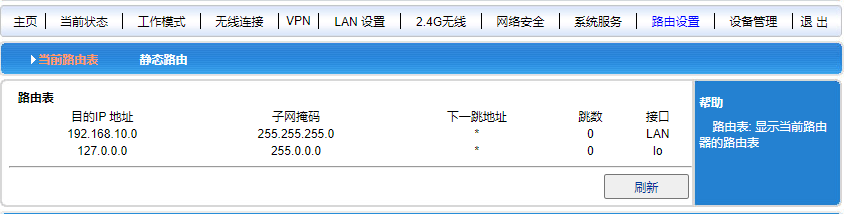 主页 当前状态 工作模式 无线连接 VPN LAN 设置 2.4G无线 网络安全 系统服务 路由设置 设备管理 退 出
当前路由表 静态路由
路由表
目的IP 地址 子网掩码 下一跳地址 跳数 接口
192.168.10.0 255.255.255.0 * 0 LAN
127.0.0.0 255.0.0.0 * 0 lo
刷新
帮助
路由表: 显示当前路由
器的路由表